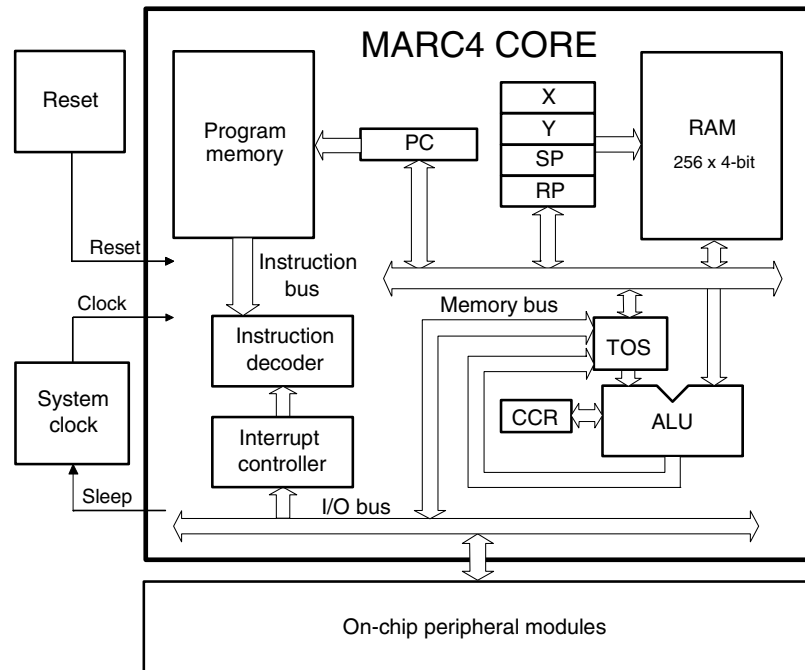 MARC4 CORE
Reset
Program
memory
PC
X
Y
SP
RP
RAM
256 x 4-bit
Reset
Instruction
bus
Clock
Memory bus
Instruction
decoder
TOS
System
clock
CCR
ALU
Interrupt
controller
Sleep
I/O bus
On-chip peripheral modules